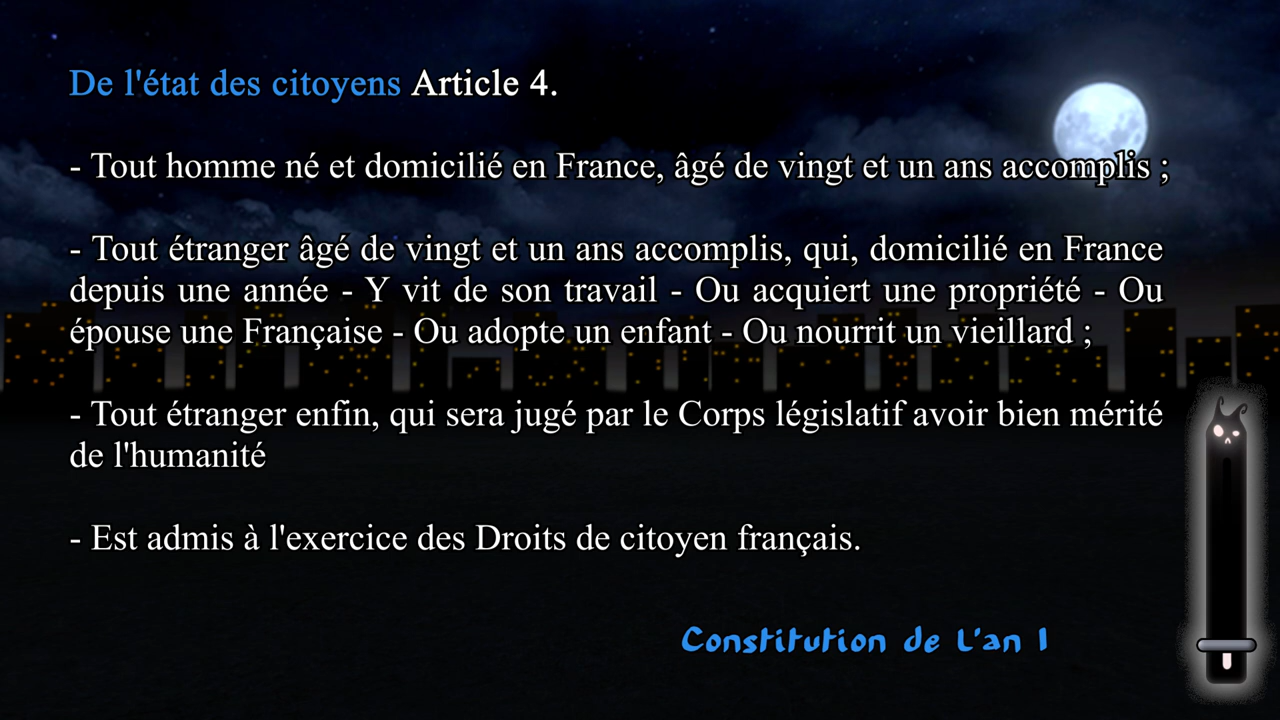 De l'état des citoyens Article 4.
- Tout homme né et domicilié en France, âgé de vingt et un ans accomplis ;
- Tout étranger âgé de vingt et un ans accomplis, qui, domicilié en France
depuis une année - Y vit de son travail - Ou acquiert une propriété - Ou
épouse une Française - Ou adopte un enfant - Ou nourrit un vieillard ;
- Tout étranger enfin, qui sera jugé par le Corps législatif avoir bien mérité
de l'humanité
- Est admis à l'exercice des Droits de citoyen français.
Constitution de L'an I